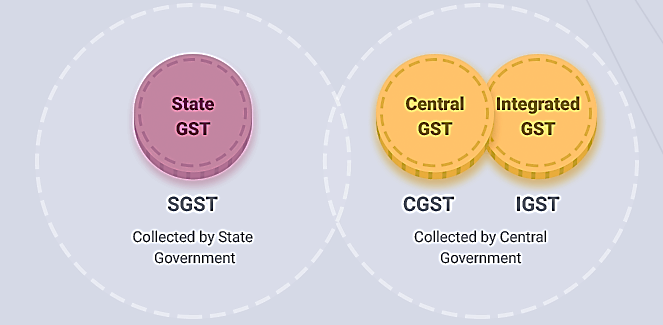 State
GST
Central
GST
Integrated
GST
SGST
CGST
IGST
Collected by State
Government
Collected by Central
Government